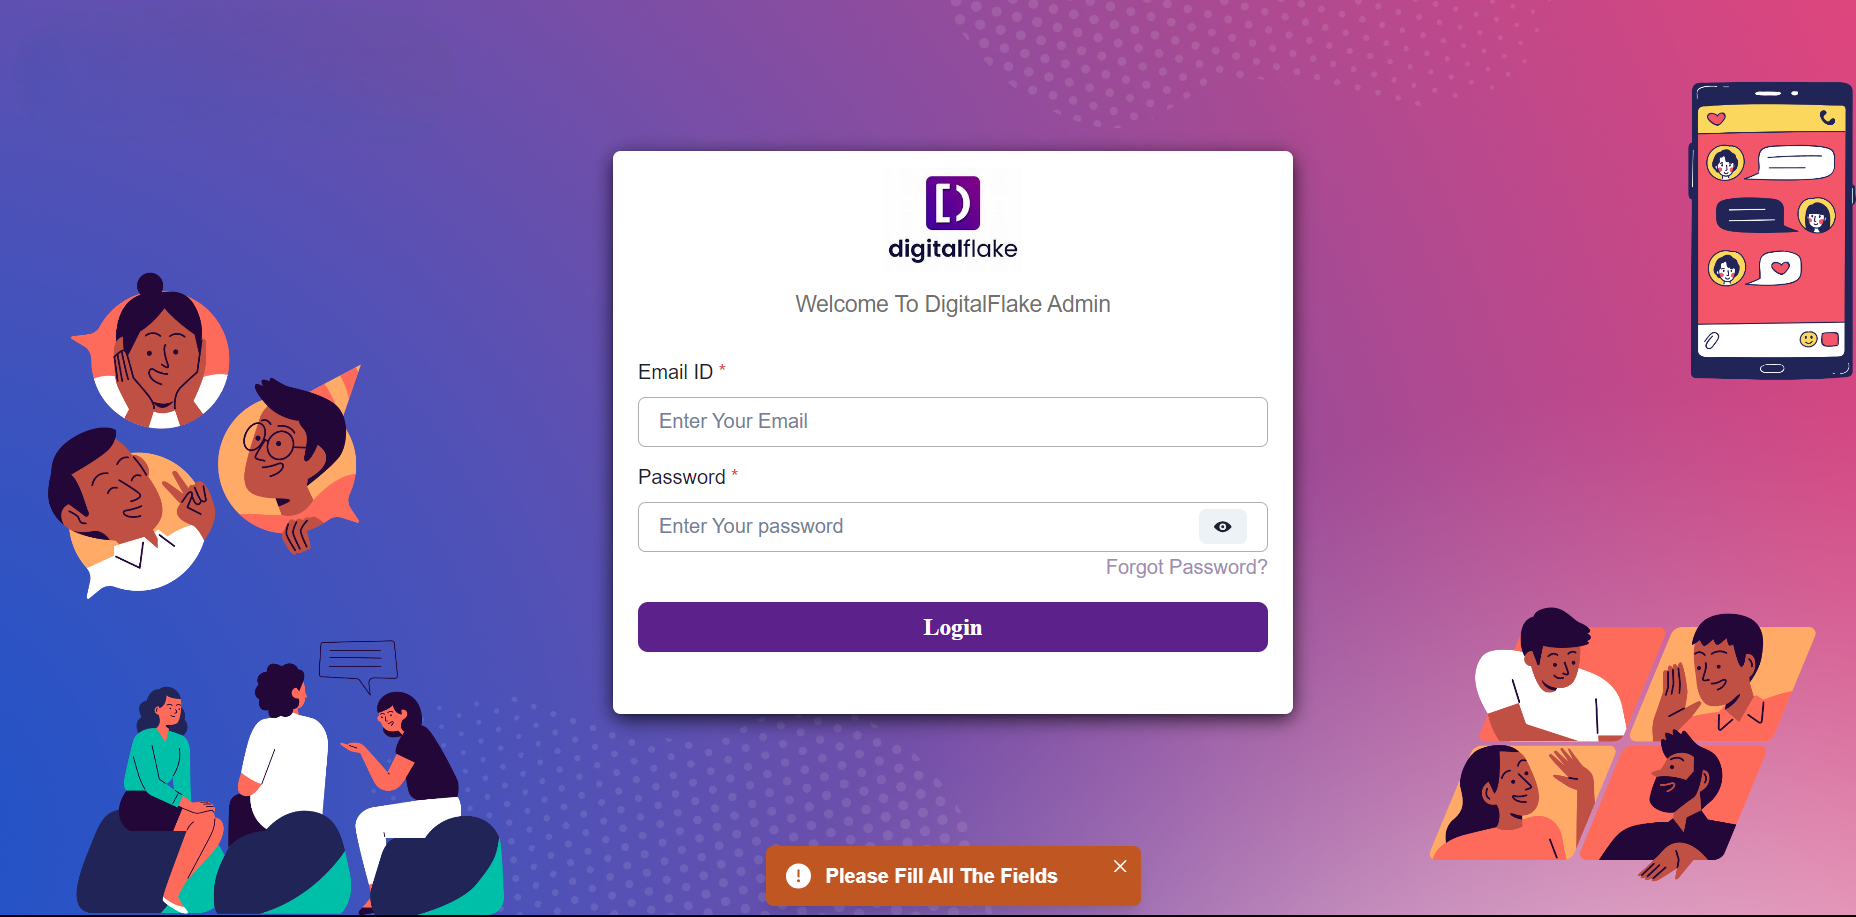 digitalflake
Welcome To DigitalFlake Admin
Email ID *
Enter Your Email
Password *
Enter Your password
Forgot Password?
Login
Please Fill All The Fields